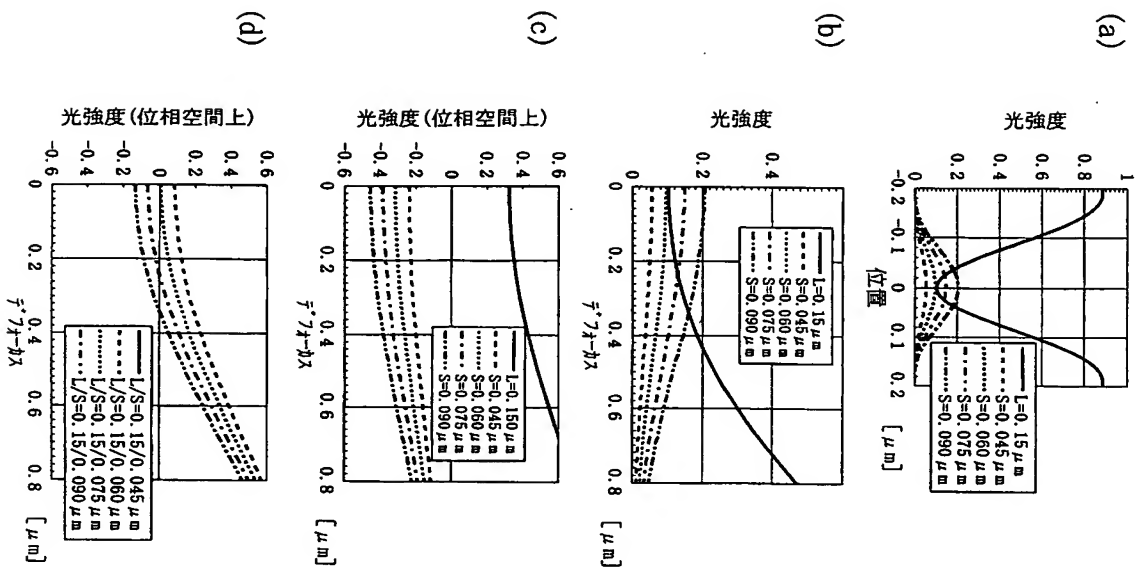 (a)
光強度
1
0.8
0.6
0.4
0.2
0
-0.2
-0.1
0
0.1
0.2
位置
[μm]
L=0.15μm
S=0.045μm
S=0.060μm
S=0.075μm
S=0.090μm
(b)
光強度
0.4
0.2
0
0
0.2
0.4
0.6
0.8
デフォーカス
[μm]
L=0.15μm
S=0.045μm
S=0.060μm
S=0.075μm
S=0.090μm
(c)
光強度(位相空間上)
0.6
0.4
0.2
0
-0.2
-0.4
-0.6
0
0.2
0.4
0.6
0.8
デフォーカス
[μm]
L=0.150μm
S=0.045μm
S=0.060μm
S=0.075μm
S=0.090μm
(d)
光強度(位相空間上)
0.6
0.4
0.2
0
-0.2
-0.4
-0.6
0
0.2
0.4
0.6
0.8
デフォーカス
[μm]
L/S=0.15/0.045μm
L/S=0.15/0.060μm
L/S=0.15/0.075μm
L/S=0.15/0.090μm